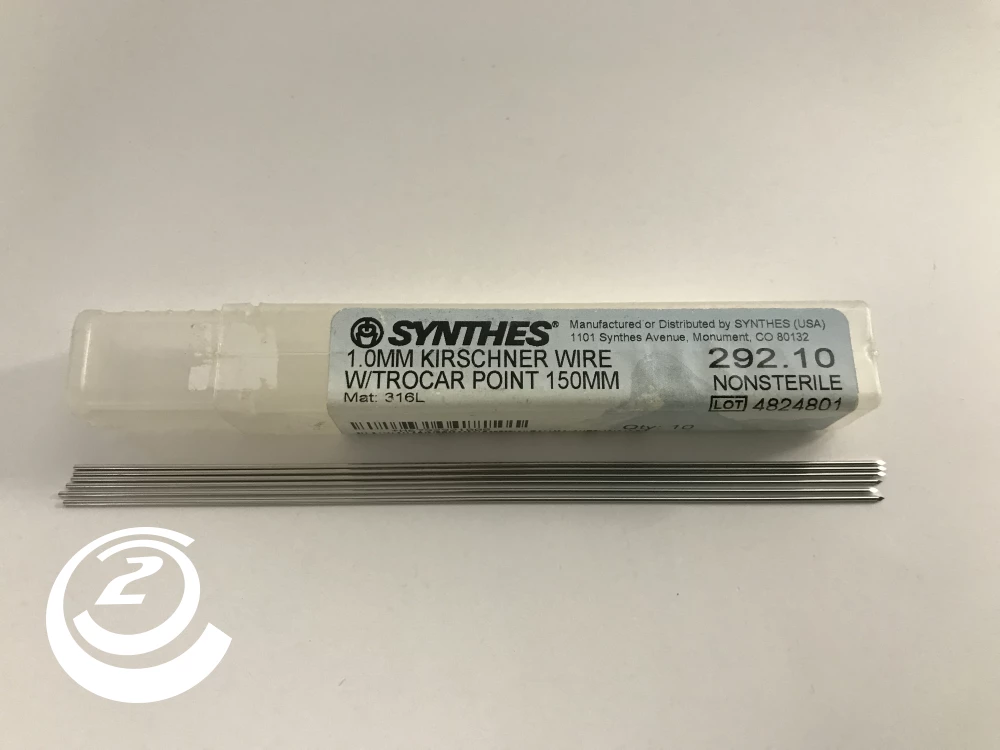 SYNTHES®
Manufactured or Distributed by SYNTHES (USA)
1101 Synthes Avenue, Monument, CO 80132
1.0MM KIRSCHNER WIRE
W/TROCAR POINT 150MM
Mat: 316L
292.10
NONSTERILE
LOT 4824801
Qty: 10
2